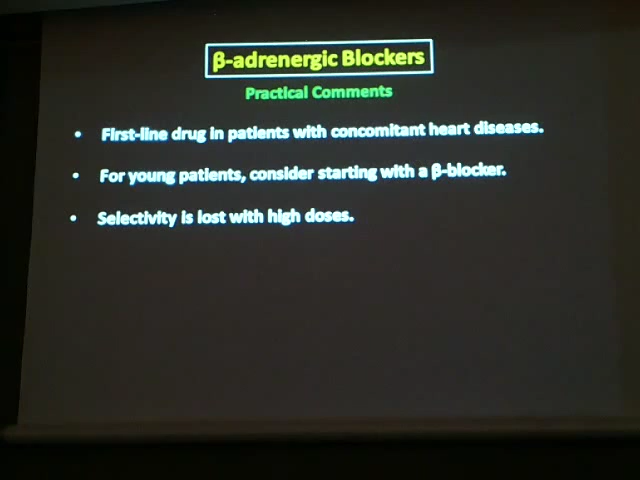 β-adrenergic Blockers
Practical Comments
• First-line drug in patients with concomitant heart diseases.
• For young patients, consider starting with a β-blocker.
• Selectivity is lost with high doses.